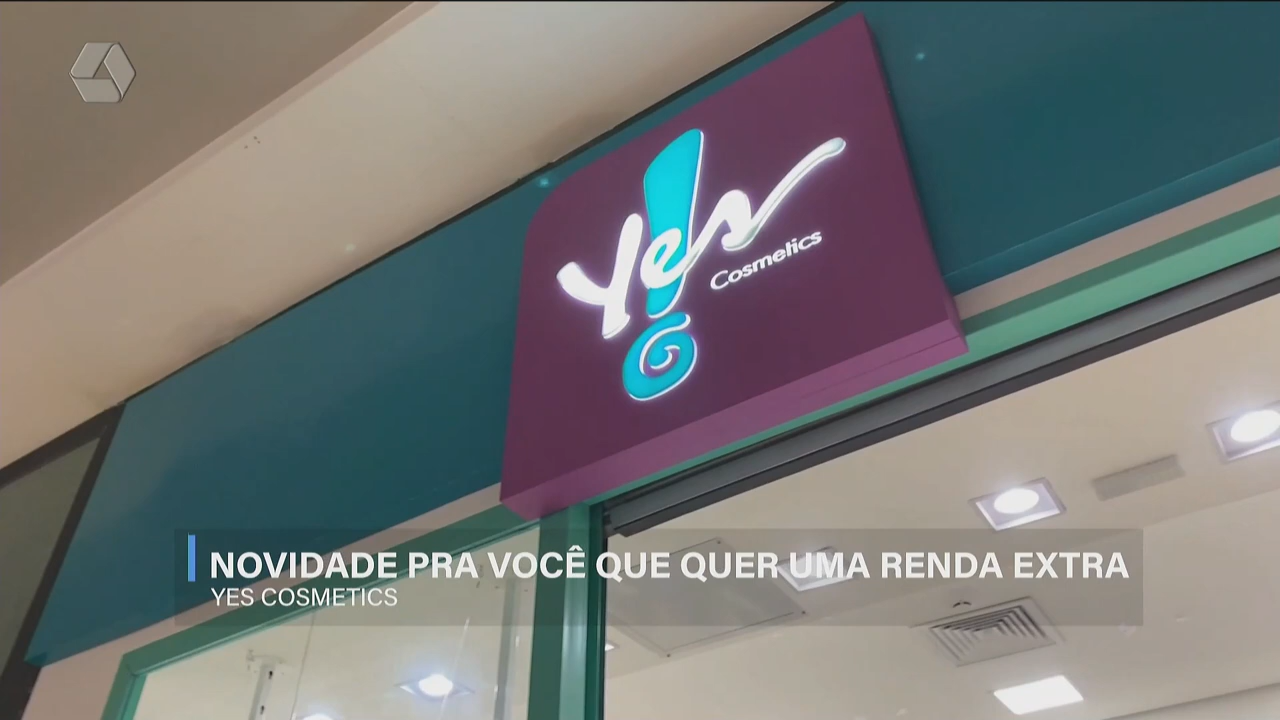 Yes!
Cosmetics
NOVIDADE PRA VOCÊ QUE QUER UMA RENDA EXTRA
YES COSMETICS